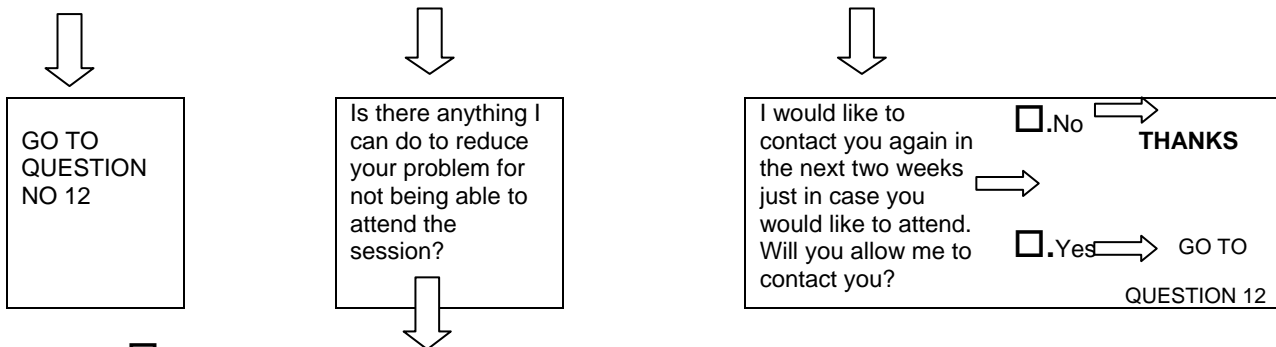 GO TO
QUESTION
NO 12
Is there anything I
can do to reduce
your problem for
not being able to
attend the
session?
I would like to
contact you again in
the next two weeks
just in case you
would like to attend.
Will you allow me to
contact you?
.No
THANKS
.Yes
GO TO
QUESTION 12